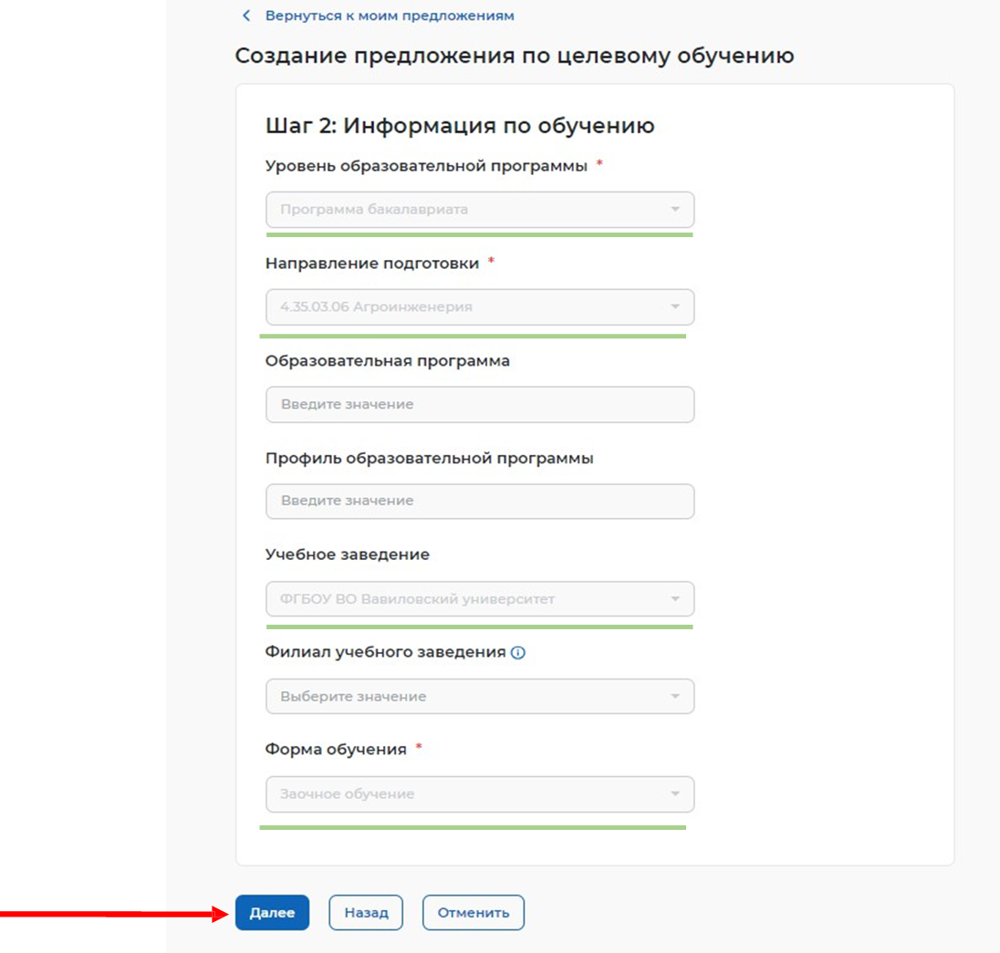 Вернуться к моим предложениям
Создание предложения по целевому обучению
Шаг 2: Информация по обучению
Уровень образовательной программы *
Программа бакалавриата
Направление подготовки *
4.35.03.06 Агроинженерия
Образовательная программа
Введите значение
Профиль образовательной программы
Введите значение
Учебное заведение
ФГБОУ ВО Вавиловский университет
Филиал учебного заведения
Выберите значение
Форма обучения *
Заочное обучение
Далее Назад Отменить